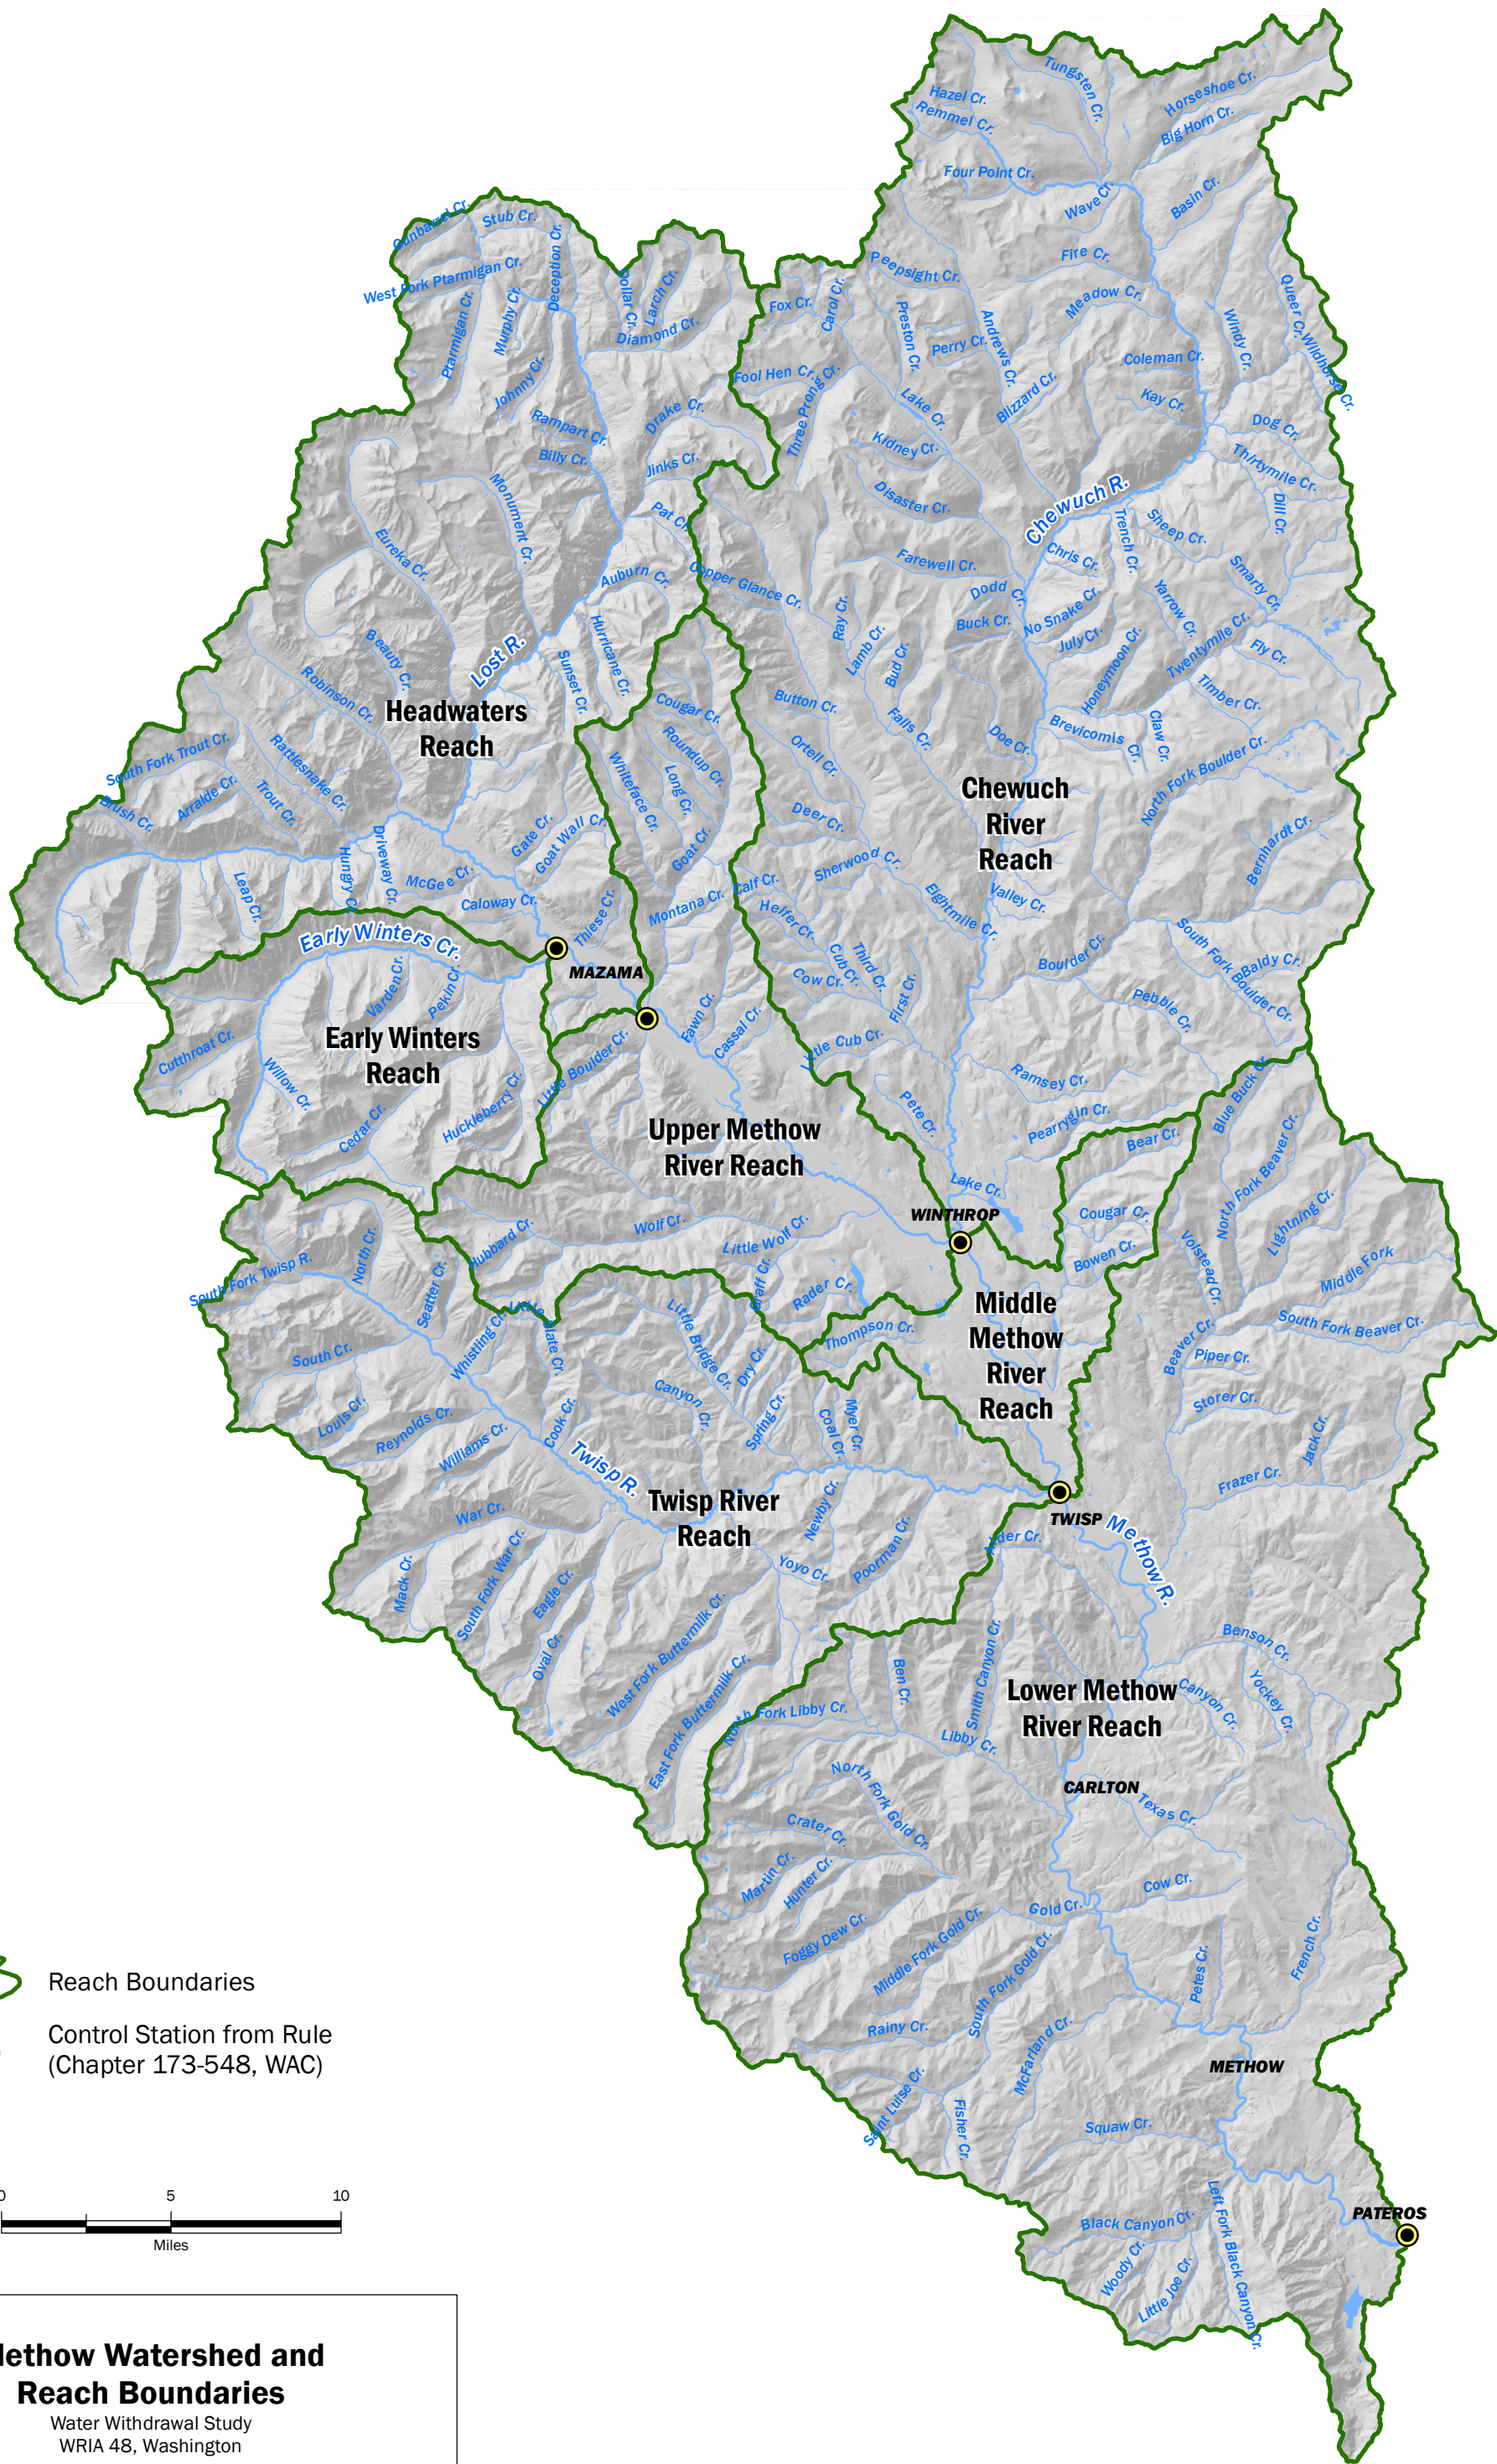 Tungsten Cr.
Horseshoe Cr.
Hazel Cr.
Remmel Cr.
Big Horn Cr.
Four Point Cr.
Wave Cr.
Basin Cr.
Gunbarrel Cr.
Stub Cr.
Deception Cr.
West Fork Ptarmigan Cr.
Ptarmigan Cr.
Murphy Cr.
Johnny Cr.
Dollar Cr.
Larch Cr.
Diamond Cr.
Peepsight Cr.
Fire Cr.
Fox Cr.
Carol Cr.
Meadow Cr.
Queer Cr.
Wildhorse Cr.
Preston Cr.
Perry Cr.
Andrews Cr.
Windy Cr.
Coleman Cr.
Fool Hen Cr.
Three Prong Cr.
Blizzard Cr.
Kay Cr.
Lake Cr.
Rampart Cr.
Drake Cr.
Billy Cr.
Jinks Cr.
Kidney Cr.
Dog Cr.
Thirtymile Cr.
Dill Cr.
Monument Cr.
Disaster Cr.
Chewuch R.
Pat Cr.
Trench Cr.
Sheep Cr.
Eureka Cr.
Auburn Cr.
Copper Glance Cr.
Farewell Cr.
Chris Cr.
Smarty Cr.
Dodd Cr.
No Snake Cr.
Yarrow Cr.
Ray Cr.
Buck Cr.
Hurricane Cr.
Beauty Cr.
Lost R.
Lamb Cr.
Bud Cr.
July Cr.
Honeymoon Cr.
Twentymile Cr.
Fly Cr.
Robinson Cr.
Sunset Cr.
Headwaters
Reach
Cougar Cr.
Button Cr.
Timber Cr.
Falls Cr.
Doe Cr.
Brevicomis Cr.
Claw Cr.
North Fork Boulder Cr.
South Fork Trout Cr.
Rattlesnake Cr.
Roundup Cr.
Ortell Cr.
Whiteface Cr.
Long Cr.
Chewuch
River
Reach
Brush Cr.
Arralde Cr.
Trout Cr.
Gate Cr.
Goat Wall Cr.
Goat Cr.
Deer Cr.
Bernhardt Cr.
Hungry Cr.
Driveway Cr.
McGee Cr.
Sherwood Cr.
Leap Cr.
Caloway Cr.
Calf Cr.
Eightmile Cr.
Valley Cr.
Thiese Cr.
Montana Cr.
Heifer Cr.
Early Winters Cr.
Cub Cr.
Third Cr.
Boulder Cr.
South Fork Boulder Cr.
Baldy Cr.
MAZAMA
Varden Cr.
Pekin Cr.
Cow Cr.
First Cr.
Pebble Cr.
Early Winters
Reach
Fawn Cr.
Cassal Cr.
Cutthroat Cr.
Willow Cr.
Little Boulder Cr.
Little Cub Cr.
Ramsey Cr.
Blue Buck Cr.
Cedar Cr.
Huckleberry Cr.
Upper Methow
River Reach
Pete Cr.
Pearrygin Cr.
Bear Cr.
North Fork Beaver Cr.
Lake Cr.
WINTHROP
Cougar Cr.
Lightning Cr.
North Cr.
Hubbard Cr.
Wolf Cr.
Little Wolf Cr.
Bowen Cr.
Volstead Cr.
Middle Fork
South Fork Twisp R.
Seatter Cr.
Graff Cr.
Rader Cr.
Middle
Methow
River
Reach
Whistling Cr.
Little Slate Cr.
Little Bridge Cr.
Thompson Cr.
Beaver Cr.
South Fork Beaver Cr.
South Cr.
Dry Cr.
Piper Cr.
Canyon Cr.
Louis Cr.
Reynolds Cr.
Williams Cr.
Cook Cr.
Spring Cr.
Coal Cr.
Myer Cr.
Storer Cr.
Jack Cr.
Twisp R.
Frazer Cr.
Twisp River
Reach
War Cr.
Newby Cr.
TWISP
Methow R.
Alder Cr.
Mack Cr.
South Fork War Cr.
Eagle Cr.
Yoyo Cr.
Poorman Cr.
Oval Cr.
West Fork Buttermilk Cr.
East Fork Buttermilk Cr.
Benson Cr.
Ben Cr.
Smith Canyon Cr.
Lower Methow
River Reach
Canyon Cr.
Yockey Cr.
North Fork Libby Cr.
Libby Cr.
CARLTON
North Fork Gold Cr.
Texas Cr.
Crater Cr.
Martin Cr.
Hunter Cr.
Cow Cr.
Gold Cr.
Foggy Dew Cr.
Middle Fork Gold Cr.
South Fork Gold Cr.
Petes Cr.
French Cr.
Reach Boundaries
Control Station from Rule
(Chapter 173-548, WAC)
Rainy Cr.
McFarland Cr.
METHOW
Saint Luise Cr.
Fisher Cr.
Squaw Cr.
0 5 10
Miles
Left Fork Black Canyon Cr.
PATEROS
Black Canyon Cr.
Woody Cr.
Little Joe Cr.
ethow Watershed and
Reach Boundaries
Water Withdrawal Study
WRIA 48, Washington